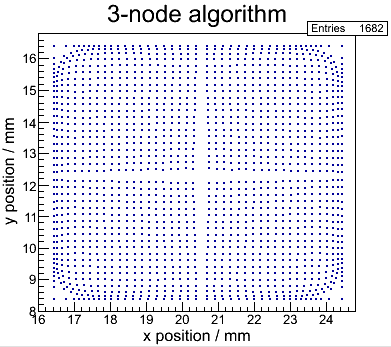 3-node algorithm
Entries 1682
y position / mm
16
15
14
13
12
11
10
9
8
16 17 18 19 20 21 22 23 24
x position / mm